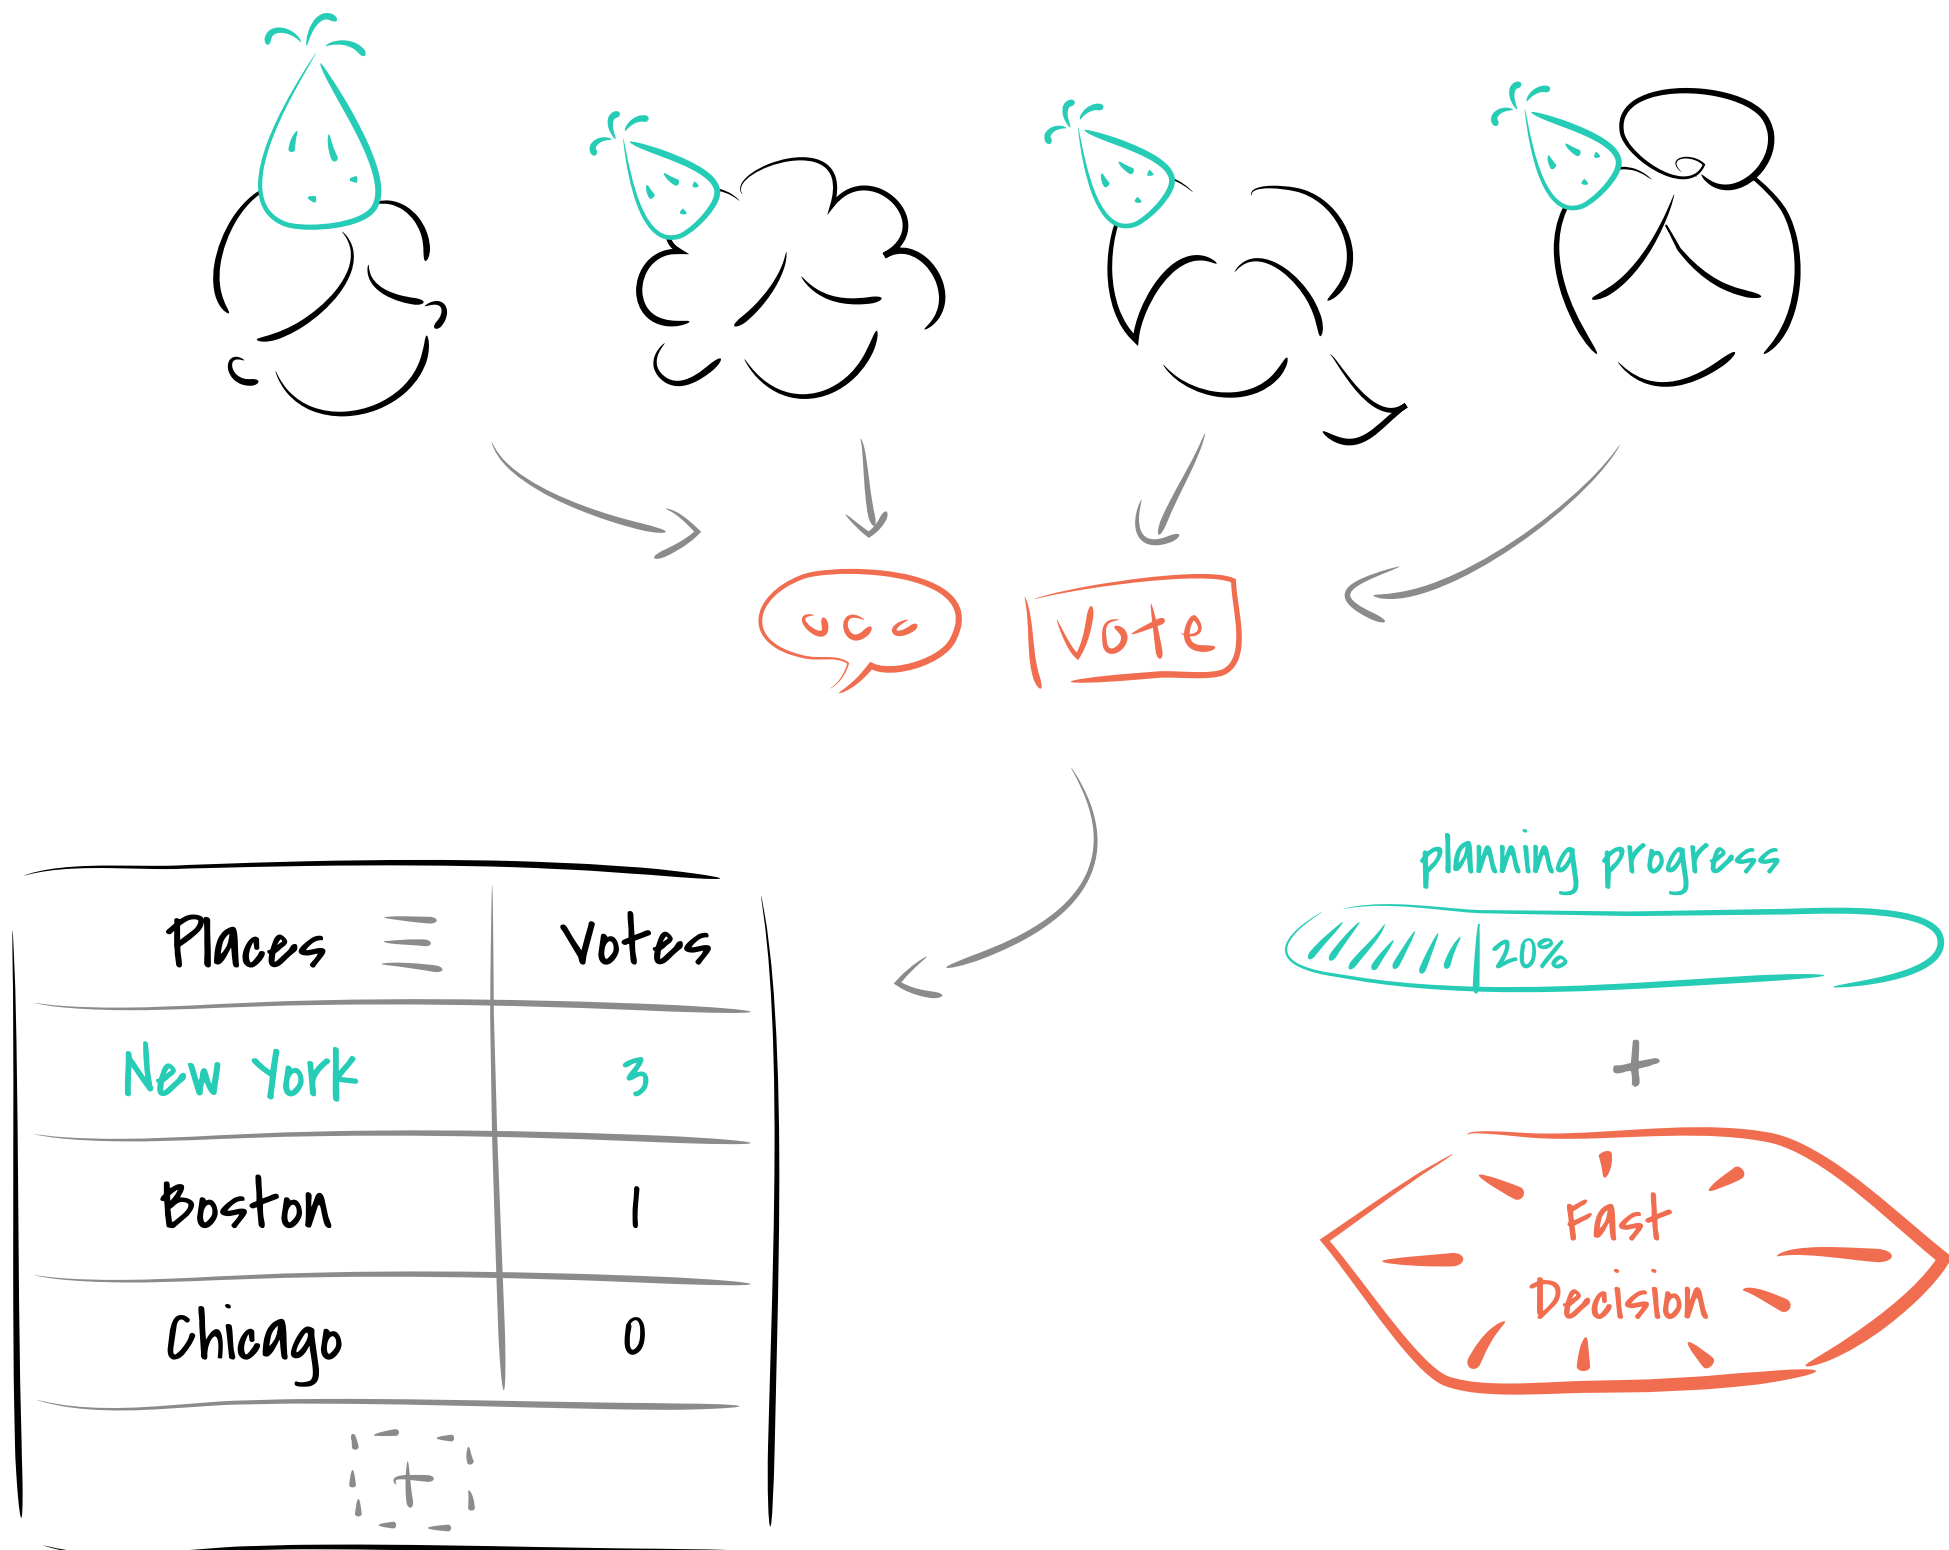 Vote
planning progress
20%
+
Fast
Decision
Places Votes
New York 3
Boston 1
Chicago 0
+